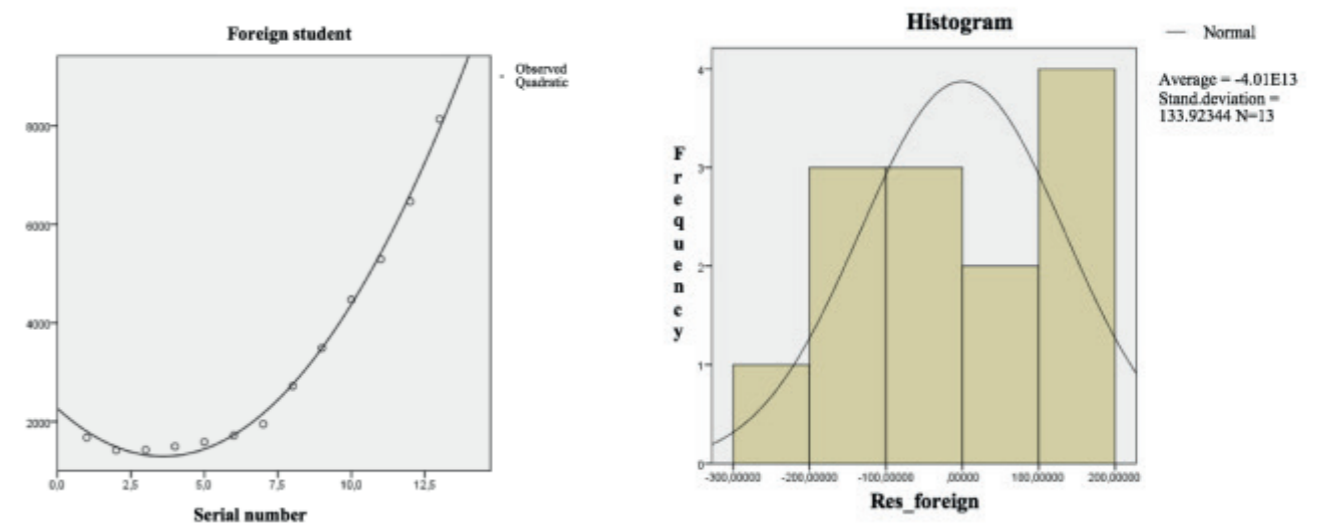 Foreign student
Observed
Quadratic
8000
6000
4000
2000
0,0
2,5
5,0
7,5
10,0
12,5
Serial number
Histogram
Normal
Average = -4.01E13
Stand.deviation =
133.92344 N=13
Frequency
4
3
2
1
0
-300,00000
-200,00000
-100,00000
,00000
100,00000
200,00000
Res_foreign